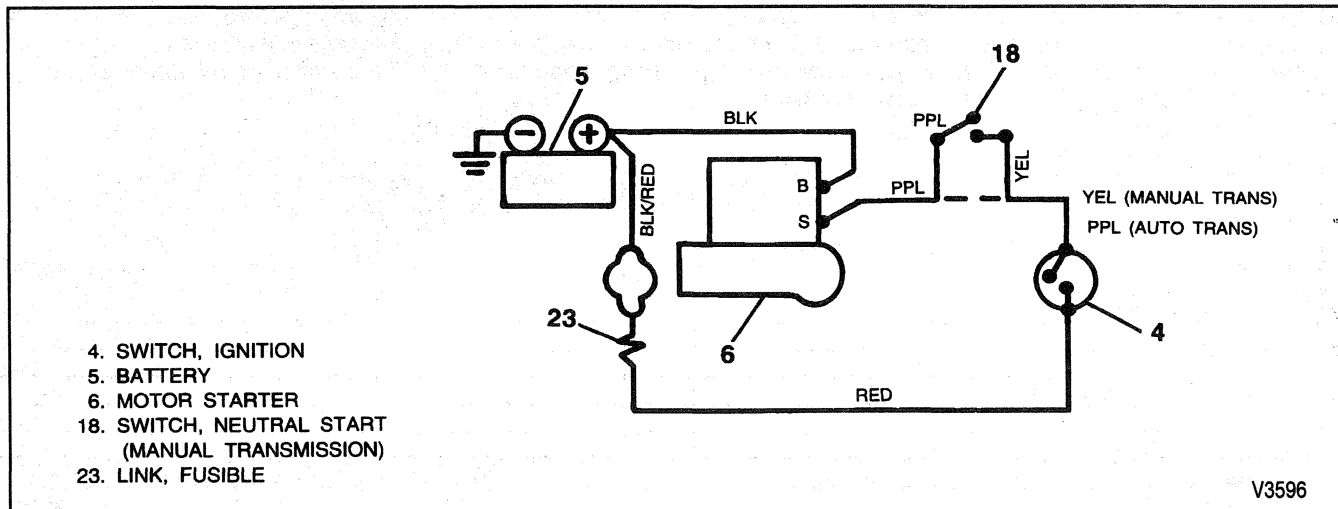 18
5
PPL
BLK
YEL
B
PPL
BLK/RED
S
YEL (MANUAL TRANS)
PPL (AUTO TRANS)
23
6
4
RED
4. SWITCH, IGNITION
5. BATTERY
6. MOTOR STARTER
18. SWITCH, NEUTRAL START
(MANUAL TRANSMISSION)
23. LINK, FUSIBLE
V3596